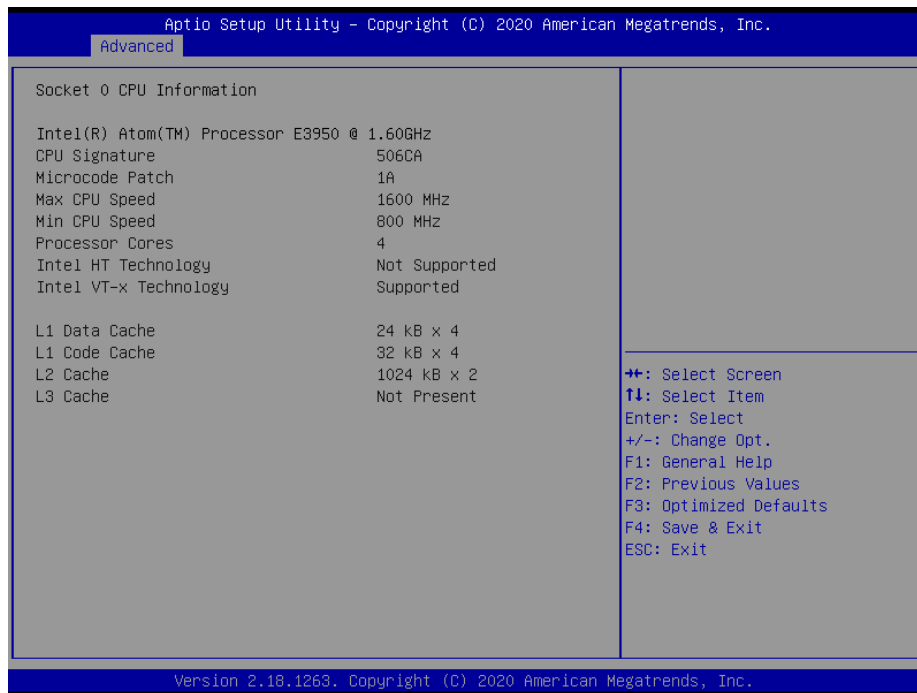 Aptio Setup Utility – Copyright (C) 2020 American Megatrends, Inc.
Advanced
Socket 0 CPU Information
Intel(R) Atom(TM) Processor E3950 @ 1.60GHz
CPU Signature 506CA
Microcode Patch 1A
Max CPU Speed 1600 MHz
Min CPU Speed 800 MHz
Processor Cores 4
Intel HT Technology Not Supported
Intel VT-x Technology Supported
L1 Data Cache 24 kB x 4
L1 Code Cache 32 kB x 4
L2 Cache 1024 kB x 2
L3 Cache Not Present
→←: Select Screen
↑↓: Select Item
Enter: Select
+/-: Change Opt.
F1: General Help
F2: Previous Values
F3: Optimized Defaults
F4: Save & Exit
ESC: Exit
Version 2.18.1263. Copyright (C) 2020 American Megatrends, Inc.